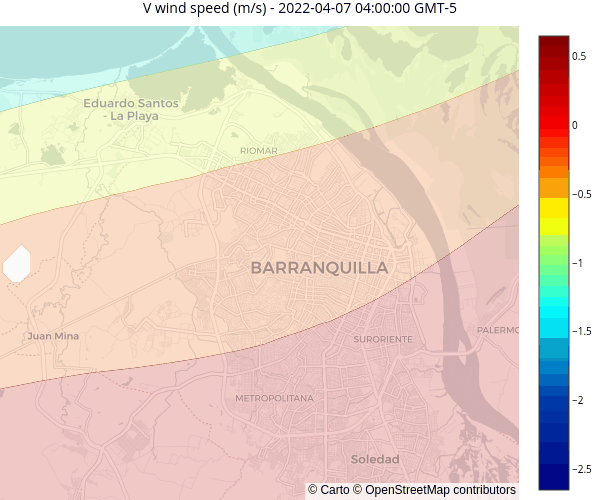 V wind speed (m/s) - 2022-04-07 04:00:00 GMT-5
Eduardo Santos
- La Playa
RIOMAR
BARRANQUILLA
Juan Mina
SURORIENTE
PALERMO
METROPOLITANA
Soledad
© Carto © OpenStreetMap contributors
0.5
0
−0.5
−1
−1.5
−2
−2.5